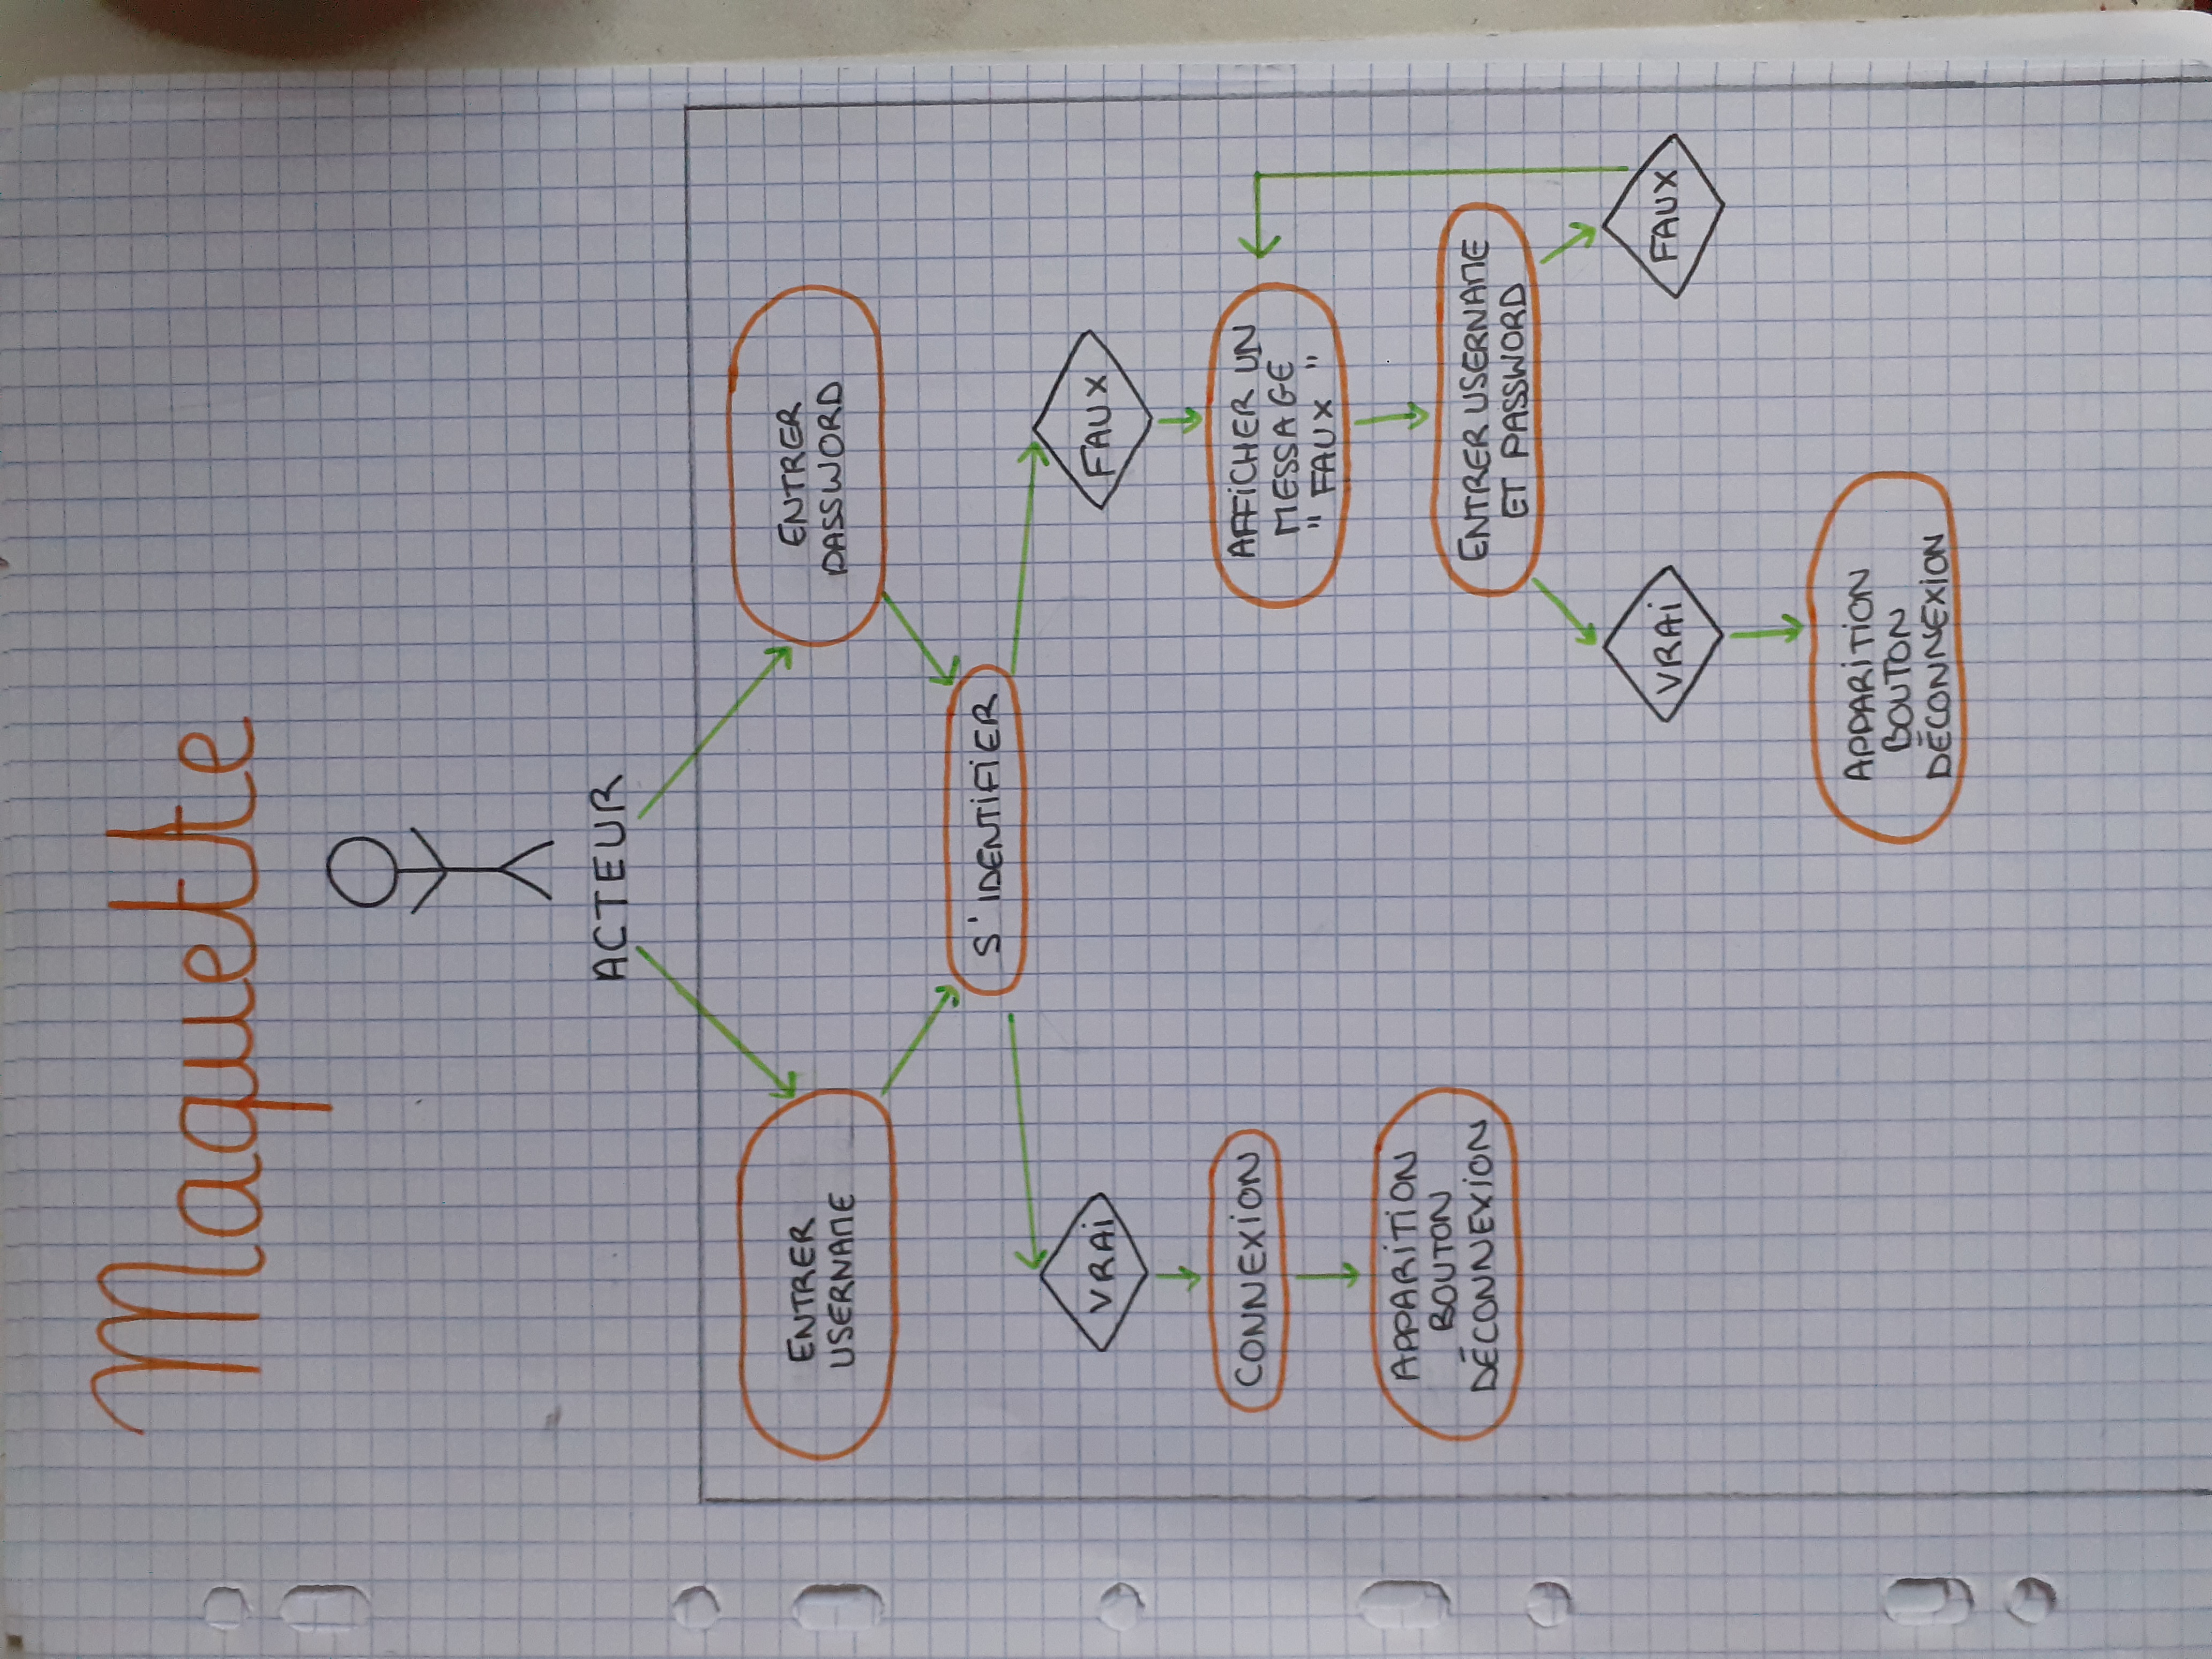 Maquette
ACTEUR
ENTRER
USERNAME
ENTRER
PASSWORD
S'IDENTIFIER
VRAi
FAUX
CONNEXiON
AFFiCHER UN
MESSAGE
" FAUX "
APPARiTiON
BOUTON
DÉCONNEXiON
ENTRER USERNAME
ET PASSWORD
VRAi
FAUX
APPARiTiON
BOUTON
DÉCONNEXiON